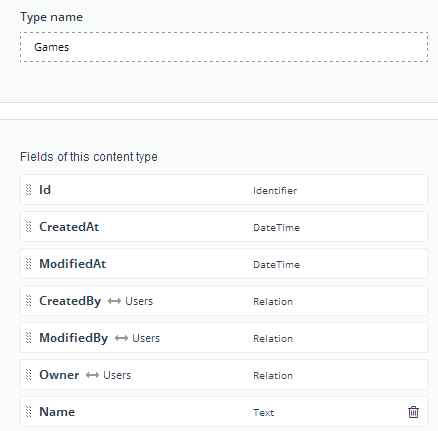 Type name
Games
Fields of this content type
Id Identifier
CreatedAt DateTime
ModifiedAt DateTime
CreatedBy ↔ Users Relation
ModifiedBy ↔ Users Relation
Owner ↔ Users Relation
Name Text